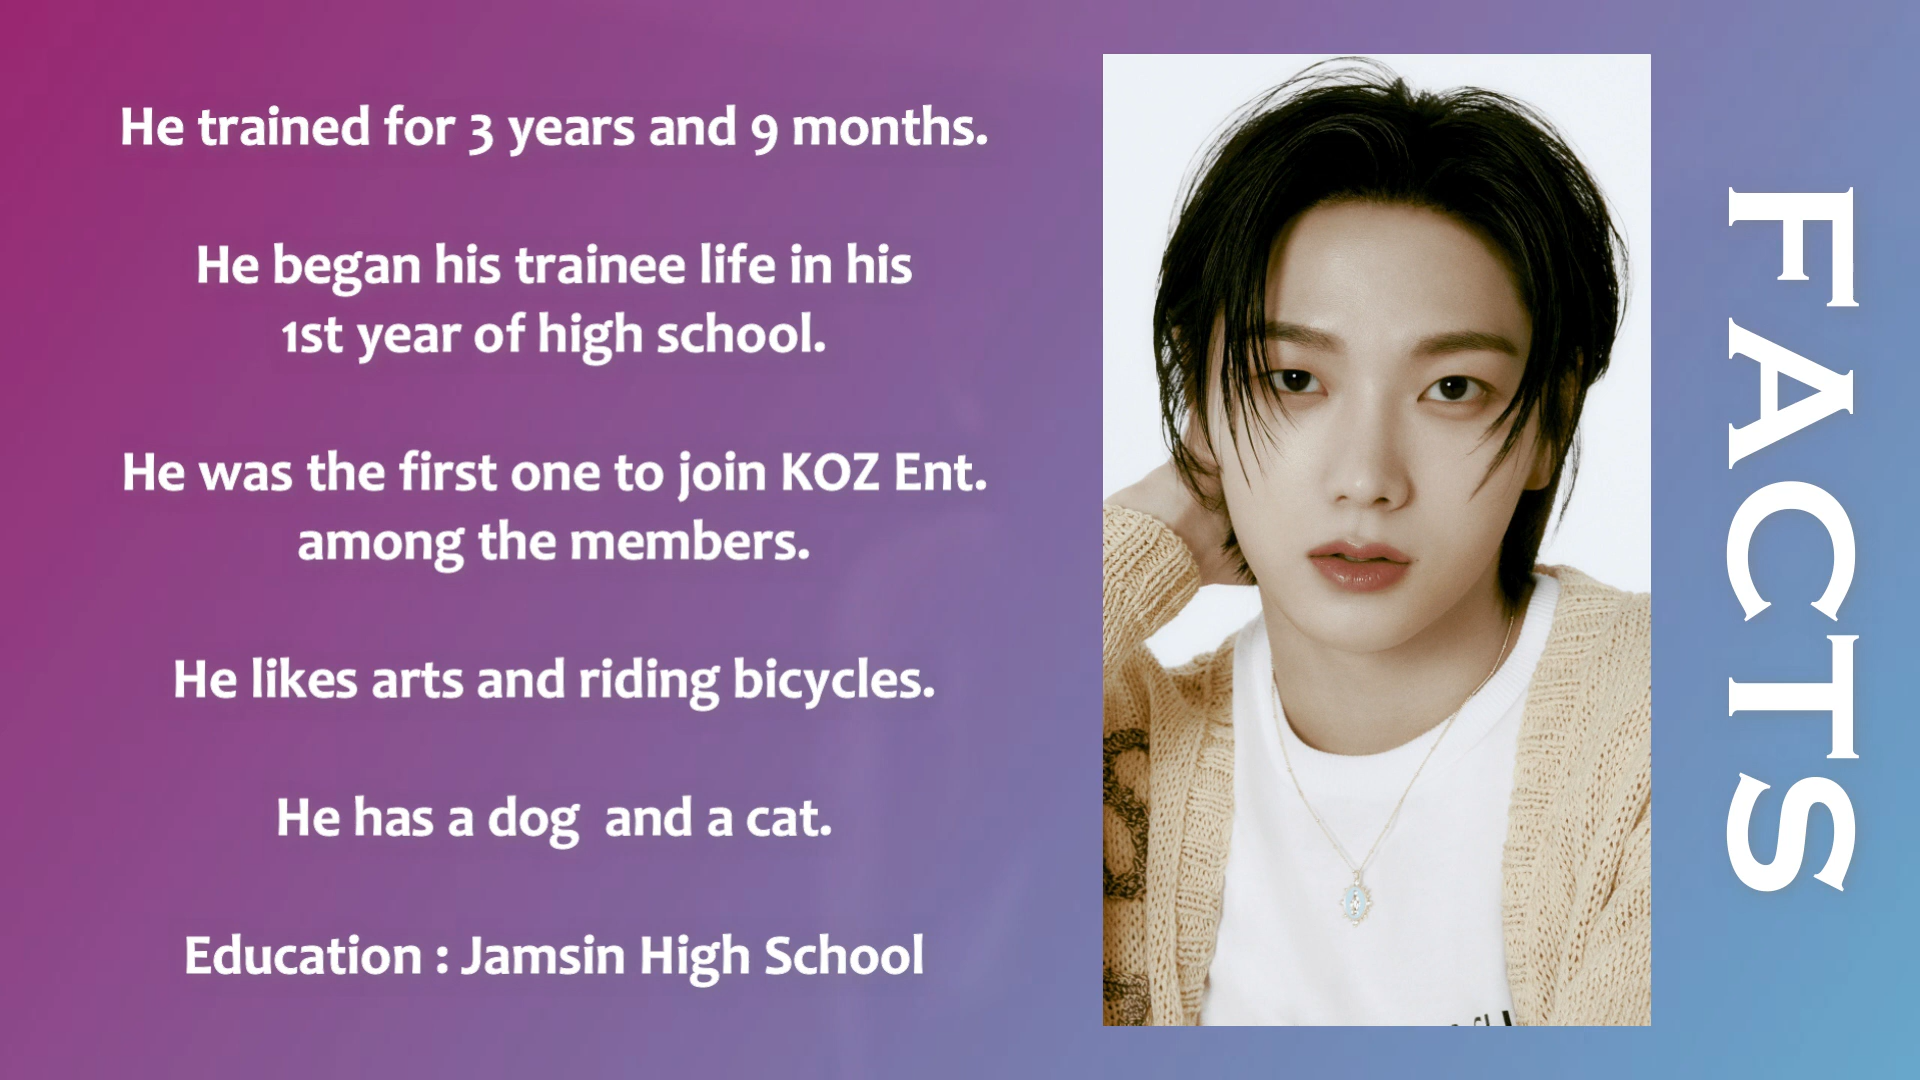 He trained for 3 years and 9 months.
He began his trainee life in his
1st year of high school.
He was the first one to join KOZ Ent.
among the members.
He likes arts and riding bicycles.
He has a dog  and a cat.
Education : Jamsin High School
FACTS